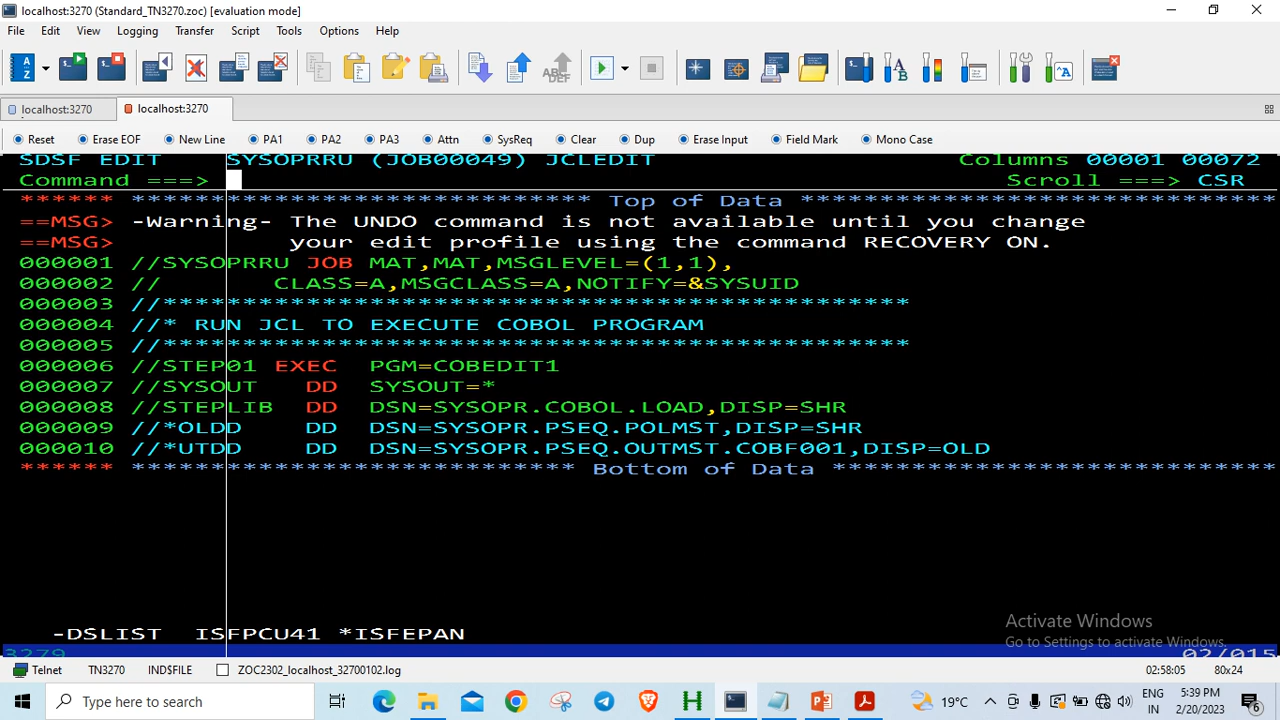 localhost:3270 (Standard_TN3270.zoc) [evaluation mode]
File Edit View Logging Transfer Script Tools Options Help
localhost:3270 localhost:3270
Reset Erase EOF New Line PA1 PA2 PA3 Attn SysReq Clear Dup Erase Input Field Mark Mono Case
SDSF EDIT SYSOPRRU (JOB00049) JCLEDIT Columns 00001 00072
Command ===> Scroll ===> CSR
****** ***************************** Top of Data ******************************
==MSG> -Warning- The UNDO command is not available until you change
==MSG> your edit profile using the command RECOVERY ON.
000001 //SYSOPRRU JOB MAT,MAT,MSGLEVEL=(1,1),
000002 // CLASS=A,MSGCLASS=A,NOTIFY=&SYSUID
000003 //***********************************************
000004 //* RUN JCL TO EXECUTE COBOL PROGRAM
000005 //***********************************************
000006 //STEP01 EXEC PGM=COBEDIT1
000007 //SYSOUT DD SYSOUT=*
000008 //STEPLIB DD DSN=SYSOPR.COBOL.LOAD,DISP=SHR
000009 //*OLDD DD DSN=SYSOPR.PSEQ.POLMST,DISP=SHR
000010 //*UTDD DD DSN=SYSOPR.PSEQ.OUTMST.COBF001,DISP=OLD
****** **************************** Bottom of Data ****************************
-DSLIST ISFPCU41 *ISFEPAN
Activate Windows
Go to Settings to activate Windows.
3279 02/015
Telnet TN3270 IND$FILE ZOC2302_localhost_32700102.log 02:58:05 80x24
Type here to search 19°C ENG IN 5:39 PM 2/20/2023 6